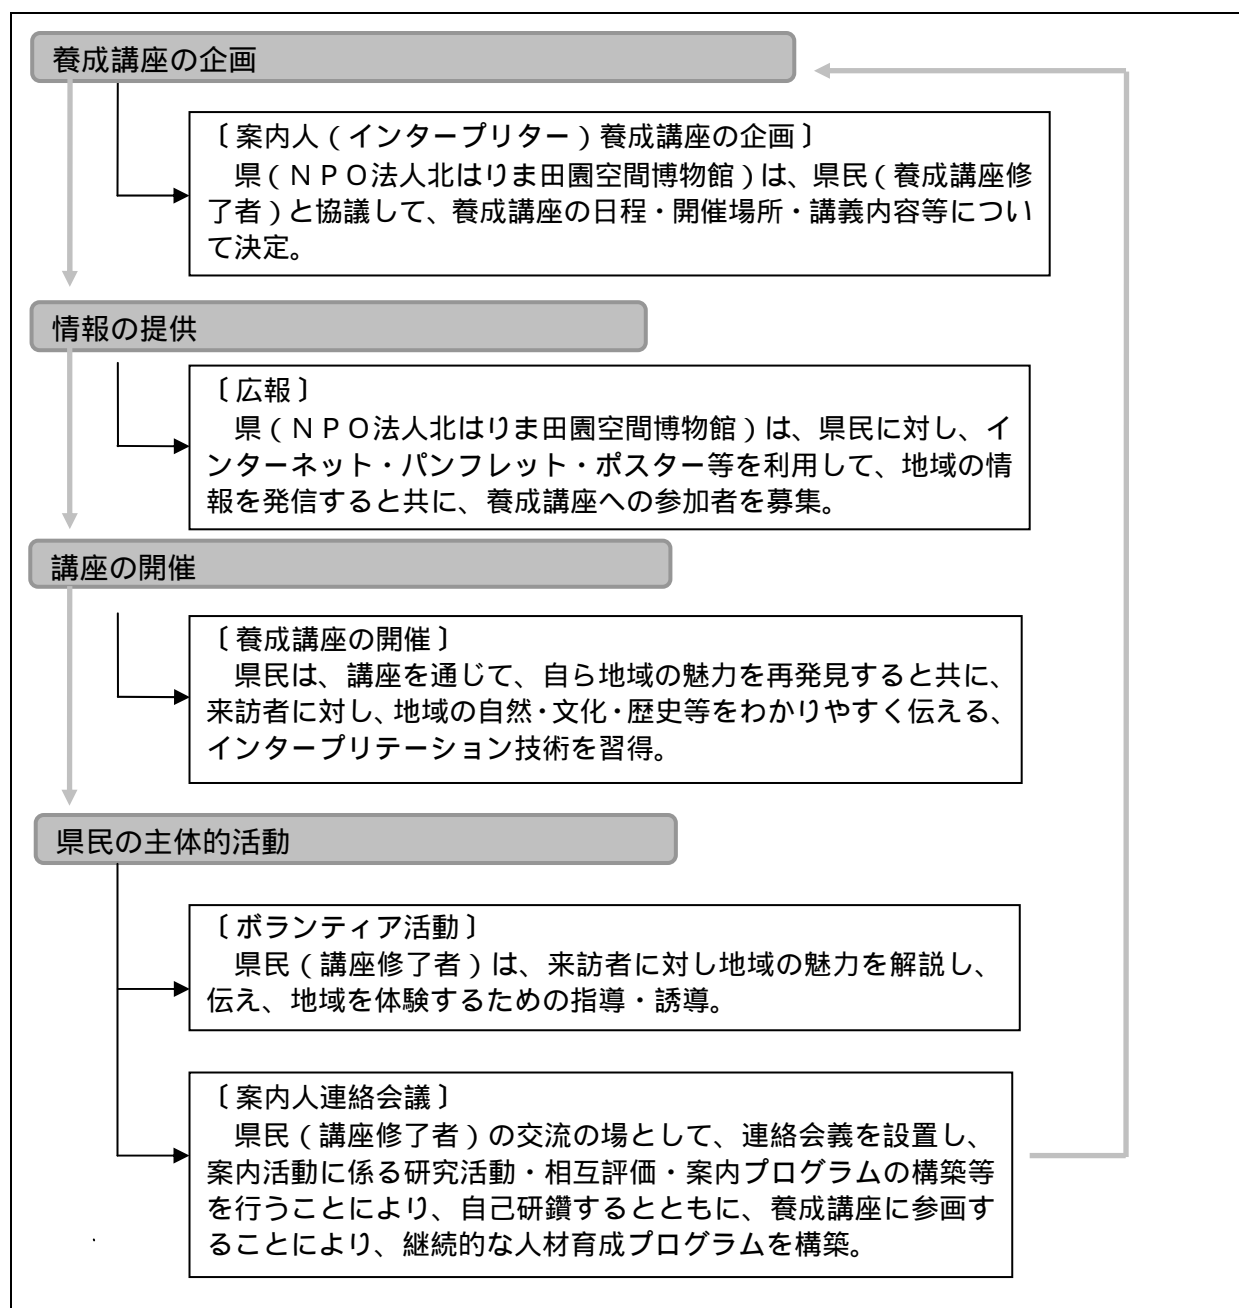 養成講座の企画
〔案内人（インタープリター）養成講座の企画〕
県（ＮＰＯ法人北はりま田園空間博物館）は、県民（養成講座修
了者）と協議して、養成講座の日程・開催場所・講義内容等につい
て決定。
情報の提供
〔広報〕
県（ＮＰＯ法人北はりま田園空間博物館）は、県民に対し、イ
ンターネット・パンフレット・ポスター等を利用して、地域の情
報を発信すると共に、養成講座への参加者を募集。
講座の開催
〔養成講座の開催〕
県民は、講座を通じて、自ら地域の魅力を再発見すると共に、
来訪者に対し、地域の自然・文化・歴史等をわかりやすく伝える、
インタープリテーション技術を習得。
県民の主体的活動
〔ボランティア活動〕
県民（講座修了者）は、来訪者に対し地域の魅力を解説し、
伝え、地域を体験するための指導・誘導。
〔案内人連絡会議〕
県民（講座修了者）の交流の場として、連絡会義を設置し、
案内活動に係る研究活動・相互評価・案内プログラムの構築等
を行うことにより、自己研鑽するとともに、養成講座に参画す
ることにより、継続的な人材育成プログラムを構築。